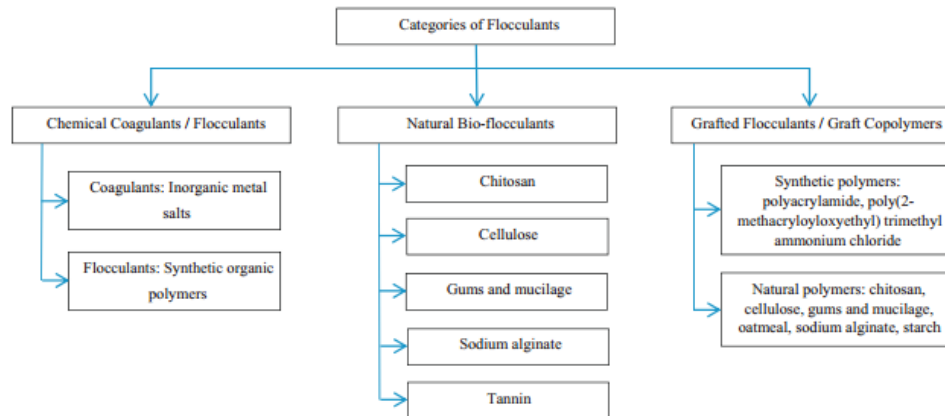 Categories of Flocculants
Chemical Coagulants / Flocculants
Coagulants: Inorganic metal
salts
Flocculants: Synthetic organic
polymers
Natural Bio-flocculants
Chitosan
Cellulose
Gums and mucilage
Sodium alginate
Tannin
Grafted Flocculants / Graft Copolymers
Synthetic polymers:
polyacrylamide, poly(2-
methacryloyloxyethyl) trimethyl
ammonium chloride
Natural polymers: chitosan,
cellulose, gums and mucilage,
oatmeal, sodium alginate, starch